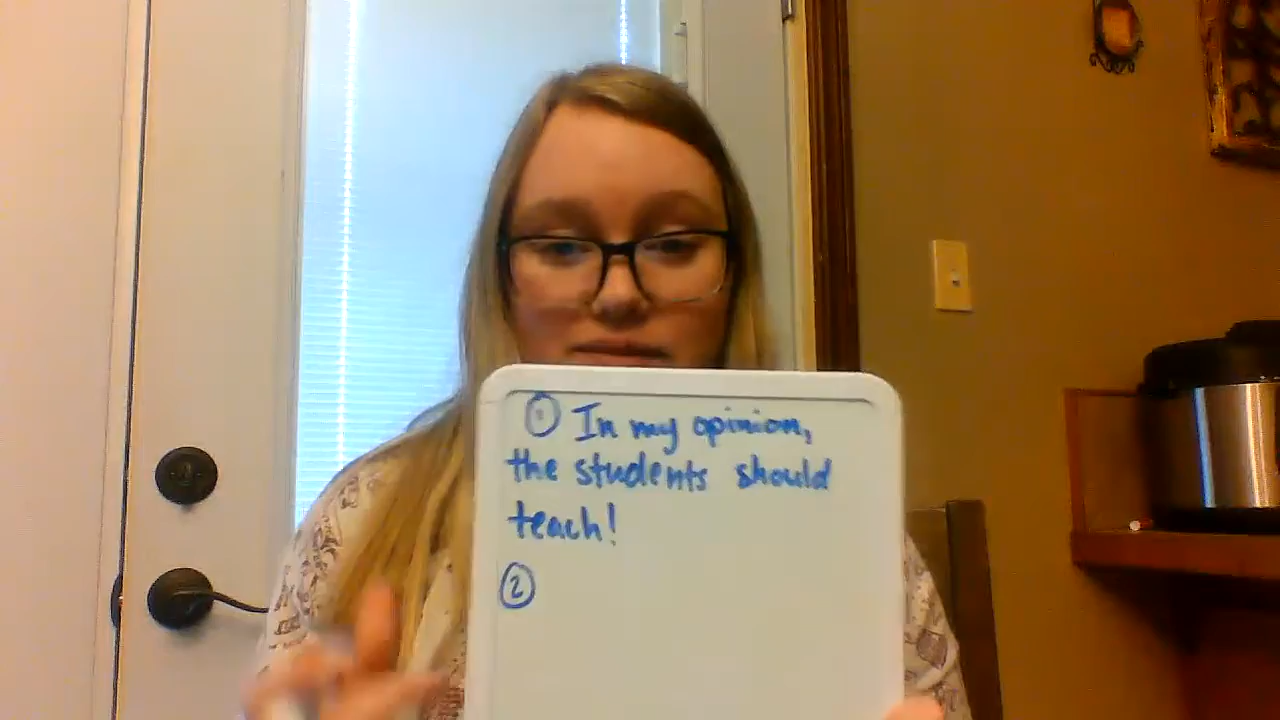 ① In my opinion,
the students should
teach!
②